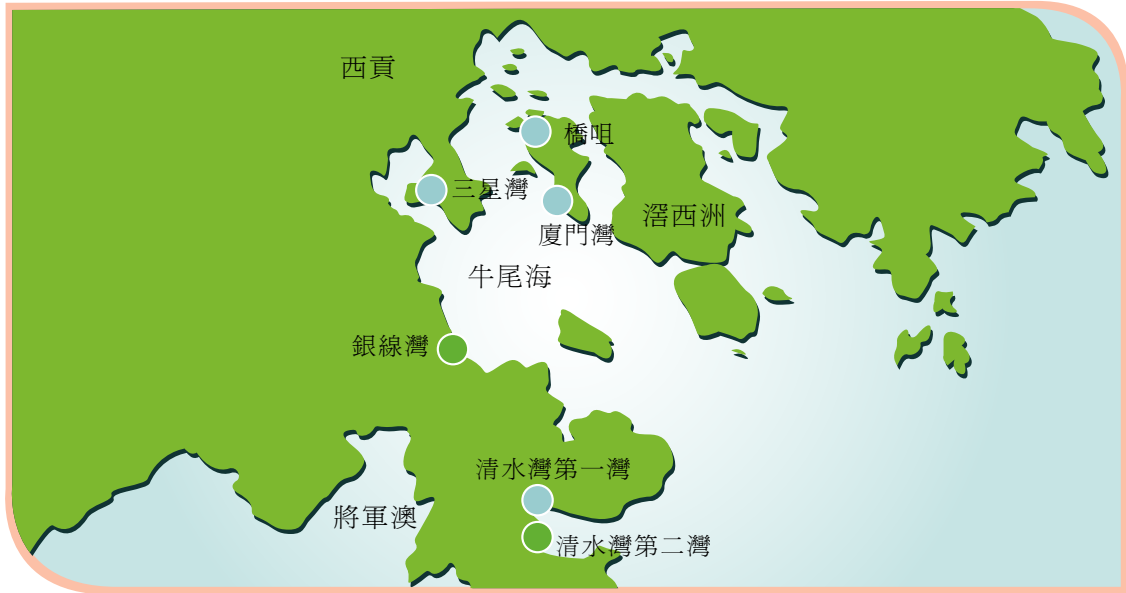 西貢
橋咀
三星灣
滘西洲
廈門灣
牛尾海
銀線灣
清水灣第一灣
將軍澳
清水灣第二灣